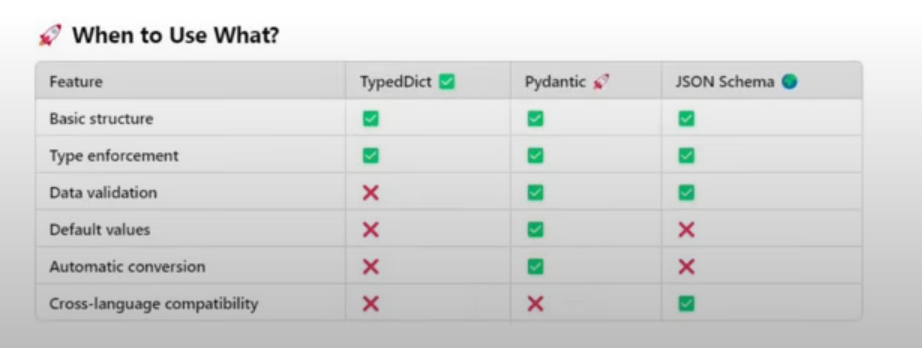 🚀 When to Use What?
Feature TypedDict ✅ Pydantic 🚀 JSON Schema 🌍
Basic structure ✅ ✅ ✅
Type enforcement ✅ ✅ ✅
Data validation ❌ ✅ ✅
Default values ❌ ✅ ❌
Automatic conversion ❌ ✅ ❌
Cross-language compatibility ❌ ❌ ✅